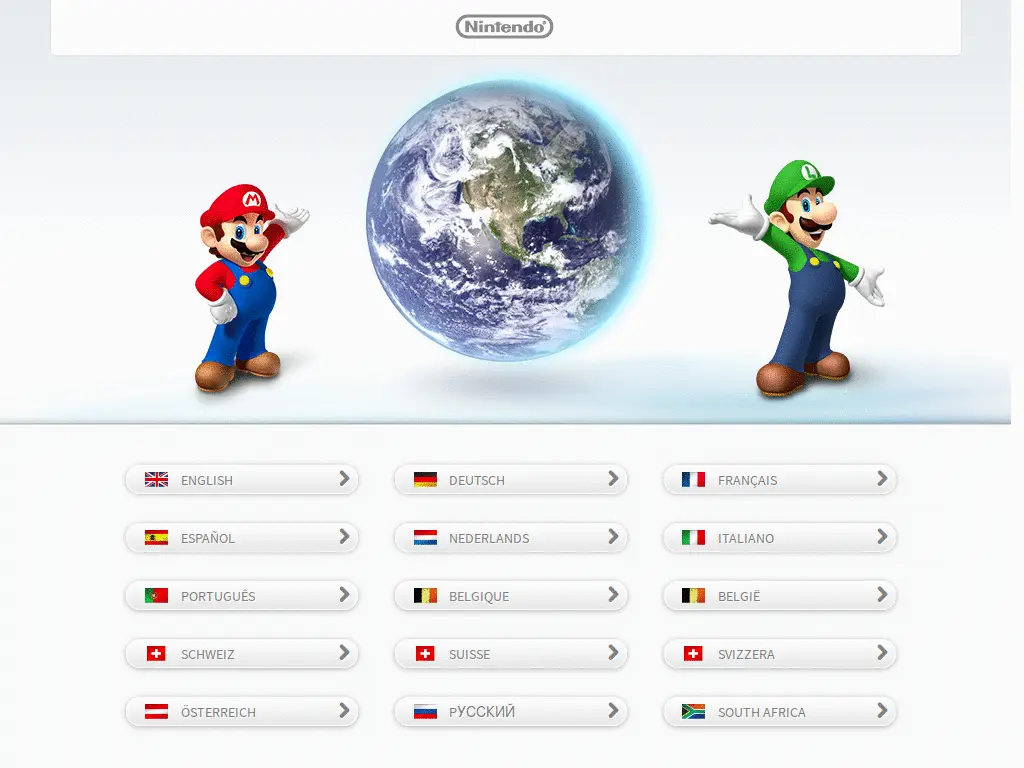 Nintendo
M
L
ENGLISH
DEUTSCH
FRANÇAIS
ESPAÑOL
NEDERLANDS
ITALIANO
PORTUGUÊS
BELGIQUE
BELGIË
SCHWEIZ
SUISSE
SVIZZERA
ÖSTERREICH
РУССКИЙ
SOUTH AFRICA